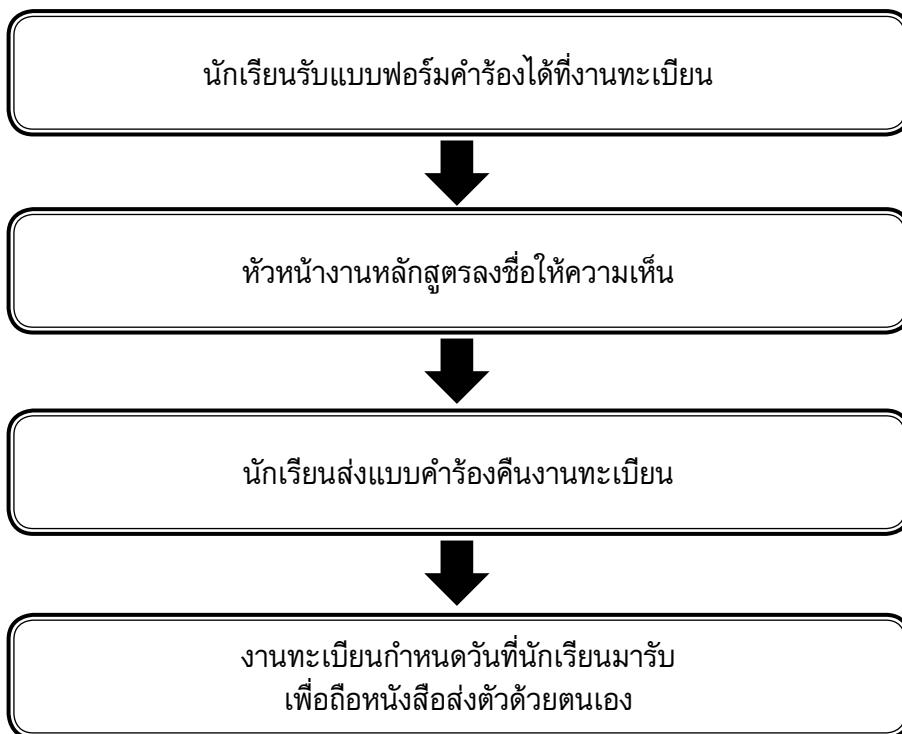 นักเรียนรับแบบฟอร์มคำร้องได้ที่งานทะเบียน
หัวหน้างานหลักสูตรลงชื่อให้ความเห็น
นักเรียนส่งแบบคำร้องคืนงานทะเบียน
งานทะเบียนกำหนดวันที่นักเรียนมารับ
เพื่อถือหนังสือส่งตัวด้วยตนเอง